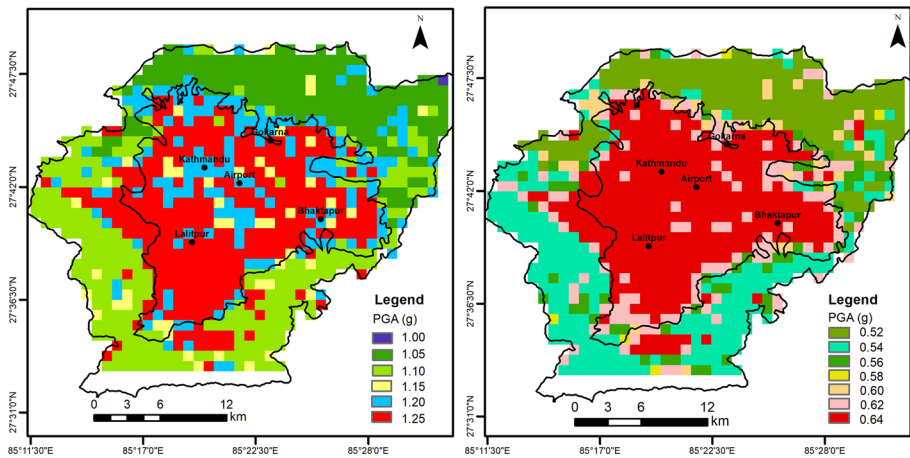 N
27°47'30"N
27°42'0"N
27°36'30"N
27°31'0"N
Gokarna
Kathmandu
Airport
Bhaktapur
Lalitpur
Legend
PGA (g)
1.00
1.05
1.10
1.15
1.20
1.25
0 3 6 12
km
85°11'30"E 85°17'0"E 85°22'30"E 85°28'0"E
N
27°47'30"N
27°42'0"N
27°36'30"N
27°31'0"N
Gokarna
Kathmandu
Airport
Bhaktapur
Lalitpur
Legend
PGA (g)
0.52
0.54
0.56
0.58
0.60
0.62
0.64
0 3 6 12
km
85°11'30"E 85°17'0"E 85°22'30"E 85°28'0"E